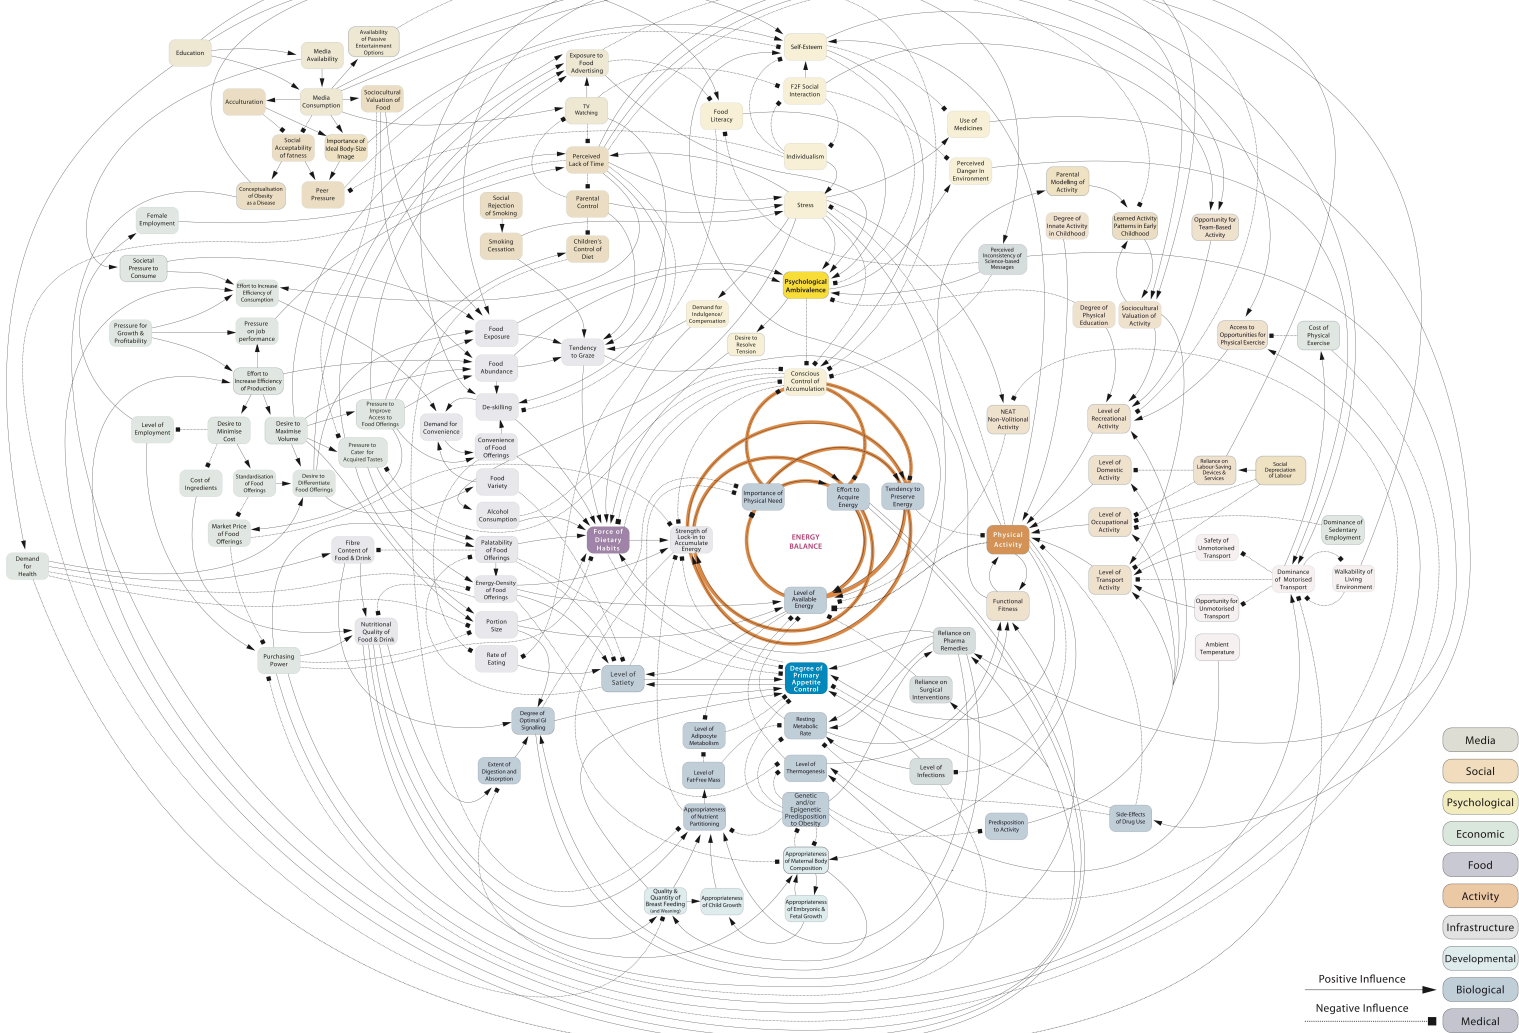 Education
Media
Availability
Availability
of Passive
Entertainment
Options
Acculturation
Media
Consumption
Sociocultural
Valuation of
Food
Social
Acceptability
of fatness
Importance of
Ideal Body-Size
Image
Conceptualisation
of Obesity
as a Disease
Peer
Pressure
Female
Employment
Societal
Pressure to
Consume
Effort to Increase
Efficiency of
Consumption
Pressure for
Growth &
Profitability
Pressure
on job
performance
Effort to
Increase Efficiency
of Production
Level of
Employment
Desire to
Minimise
Cost
Desire to
Maximise
Volume
Pressure to
Improve
Access to
Food Offerings
Pressure to
Cater for
Acquired Tastes
Cost of
Ingredients
Standardisation
of Food
Offerings
Desire to
Differentiate
Food Offerings
Market Price
of Food
Offerings
Demand
for
Health
Fibre
Content of
Food & Drink
Nutritional
Quality of
Food & Drink
Purchasing
Power
Exposure to
Food
Advertising
TV
Watching
Perceived
Lack of Time
Parental
Control
Children's
Control of
Diet
Social
Rejection
of Smoking
Smoking
Cessation
Food
Exposure
Food
Abundance
Tendency
to Graze
De-skilling
Demand for
Convenience
Convenience
of Food
Offerings
Food
Variety
Alcohol
Consumption
Palatability
of Food
Offerings
Energy-Density
of Food
Offerings
Portion
Size
Rate of
Eating
Force of
Dietary
Habits
Level of
Satiety
Degree of
Optimal GI
Signalling
Extent of
Digestion and
Absorption
Self-Esteem
F2F Social
Interaction
Food
Literacy
Individualism
Stress
Psychological
Ambivalence
Demand for
Indulgence/
Compensation
Desire to
Resolve
Tension
Conscious
Control of
Accumulation
Importance of
Physical Need
Effort to
Acquire
Energy
Tendency to
Preserve
Energy
Strength of
Lock-in to
Accumulate
Energy
ENERGY
BALANCE
Level of
Available
Energy
Degree of
Primary
Appetite
Control
Level of
Adipocyte
Metabolism
Resting
Metabolic
Rate
Level of
Fat-Free Mass
Level of
Thermogenesis
Appropriateness
of Nutrient
Partitioning
Genetic
and/or
Epigenetic
Predisposition
to Obesity
Appropriateness
of Maternal Body
Composition
Quality &
Quantity of
Breast Feeding
(and Weaning)
Appropriateness
of Child Growth
Appropriateness
of Embryonic &
Fetal Growth
Use of
Medicines
Perceived
Danger In
Environment
Parental
Modelling of
Activity
Degree of
Innate Activity
in Childhood
Learned Activity
Patterns in Early
Childhood
Opportunity for
Team-Based
Activity
Perceived
Inconsistency of
Science-based
Messages
Degree of
Physical
Education
Sociocultural
Valuation of
Activity
Access to
Opportunities for
Physical Exercise
Cost of
Physical
Exercise
NEAT
Non-Volitional
Activity
Level of
Recreational
Activity
Level of
Domestic
Activity
Reliance on
Labour-Saving
Devices &
Services
Social
Depreciation
of Labour
Physical
Activity
Level of
Occupational
Activity
Level of
Transport
Activity
Dominance of
Sedentary
Employment
Safety of
Unmotorised
Transport
Dominance
of Motorised
Transport
Walkability of
Living
Environment
Opportunity for
Unmotorised
Transport
Ambient
Temperature
Functional
Fitness
Reliance on
Pharma
Remedies
Reliance on
Surgical
Interventions
Level of
Infections
Predisposition
to Activity
Side-Effects
of Drug Use
Media
Social
Psychological
Economic
Food
Activity
Infrastructure
Developmental
Biological
Medical
Positive Influence
Negative Influence